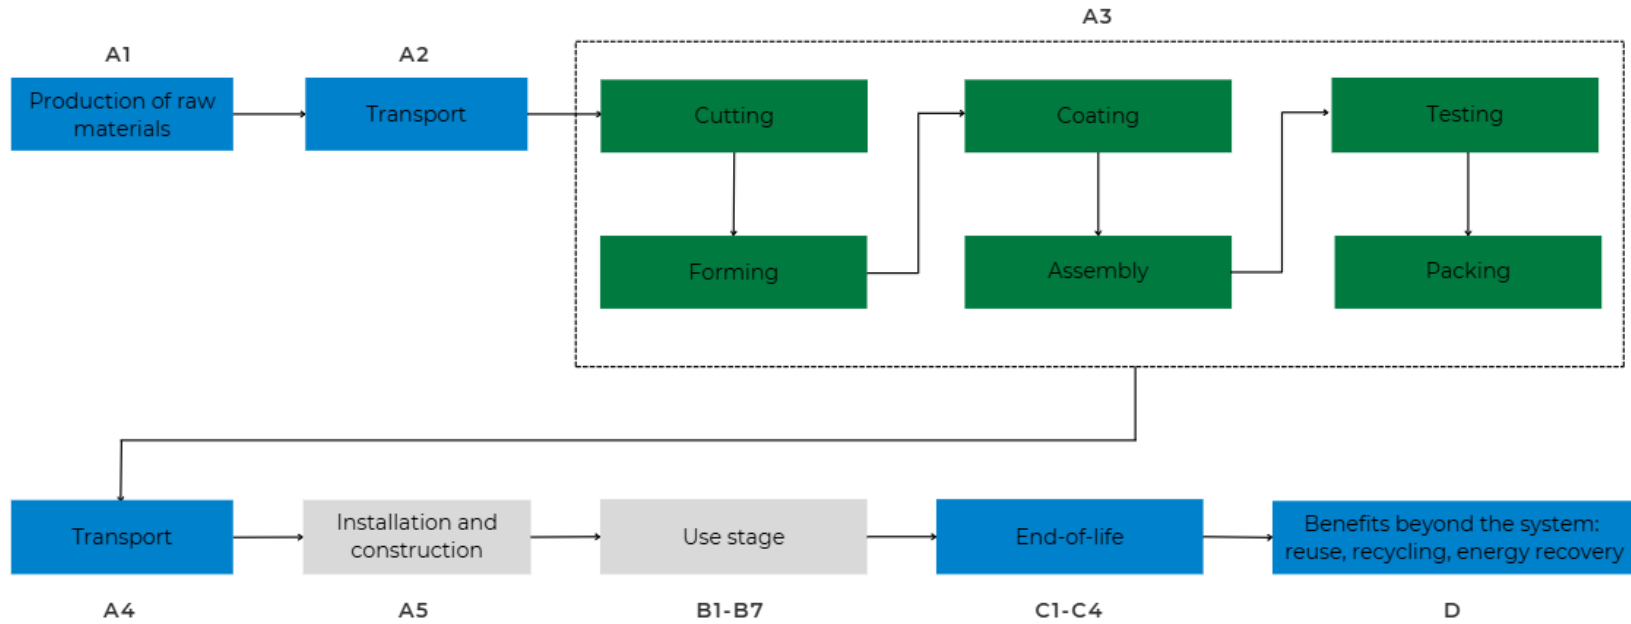 A3
A1
A2
Production of raw
materials
Transport
Cutting
Coating
Testing
Forming
Assembly
Packing
Transport
Installation and
construction
Use stage
End-of-life
Benefits beyond the system:
reuse, recycling, energy recovery
A4
A5
B1-B7
C1-C4
D